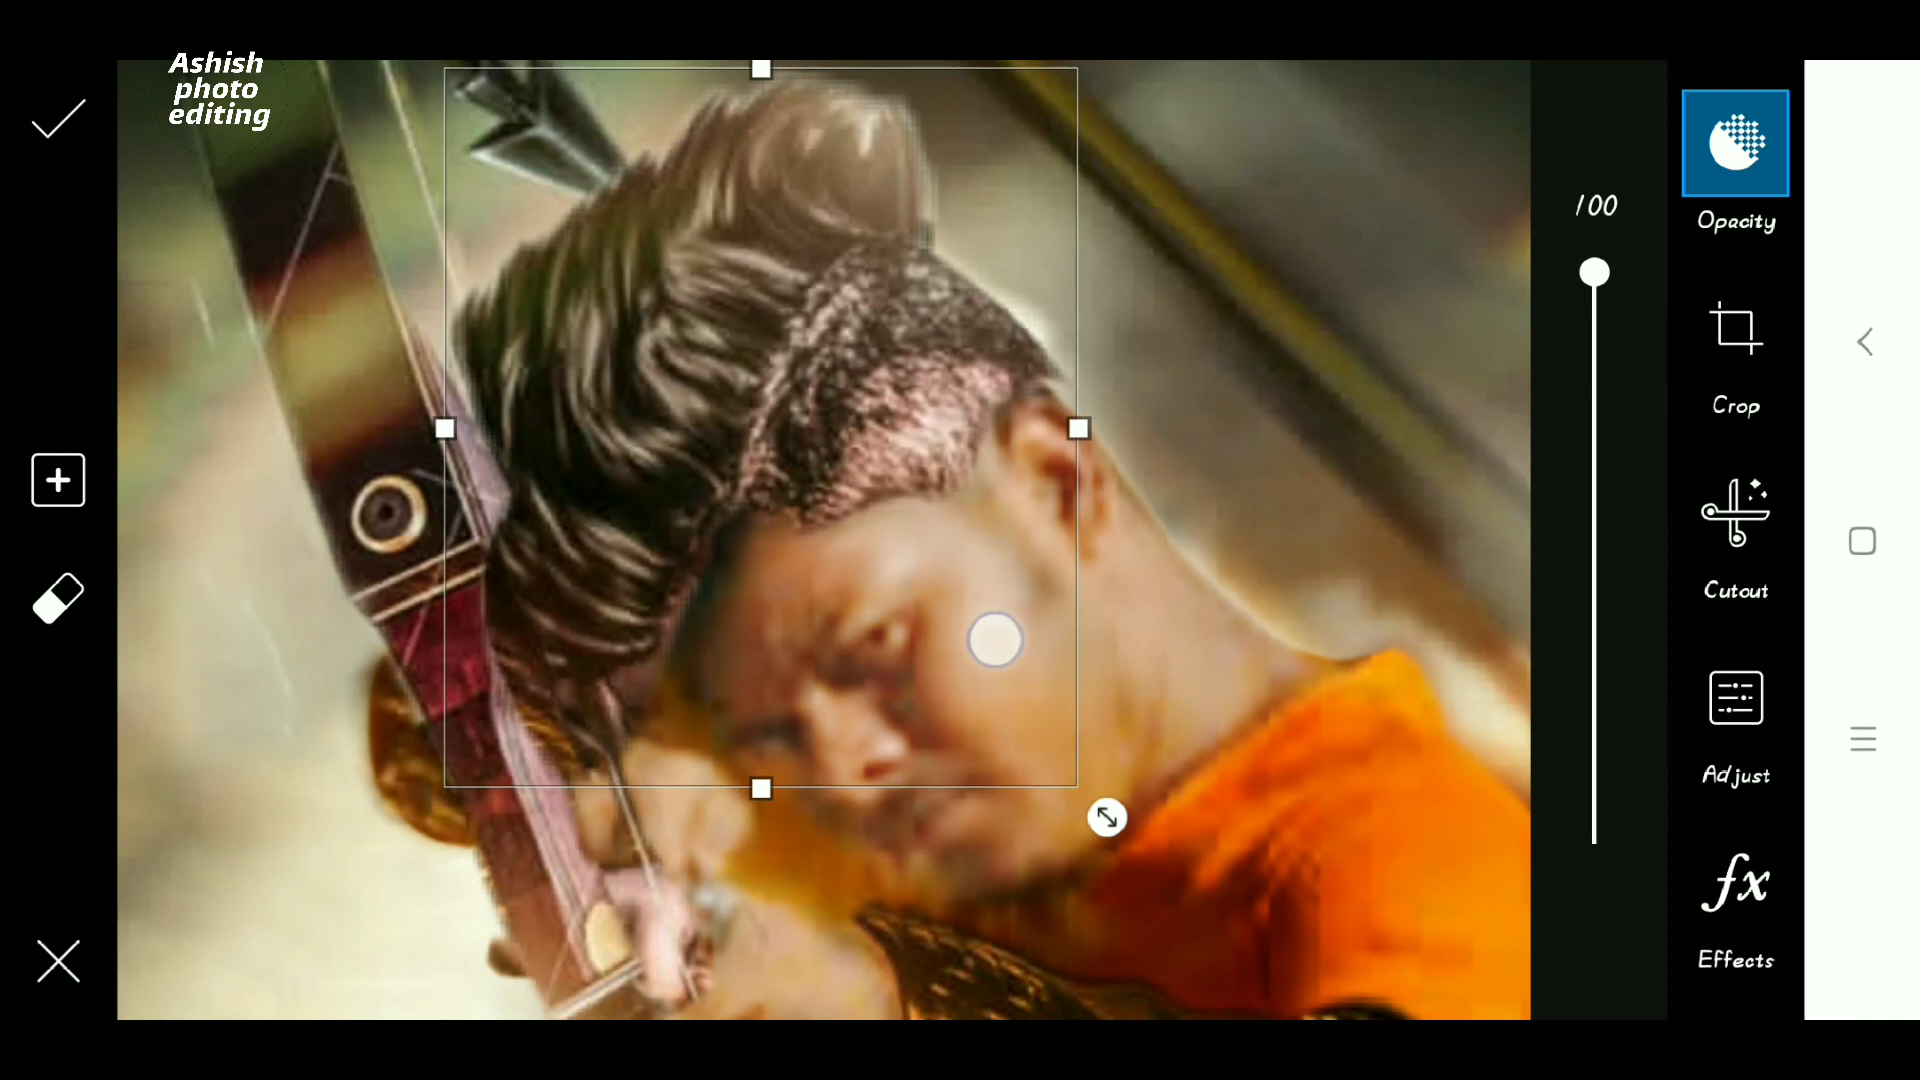 Ashish
photo
editing
100
Opacity
Crop
Cutout
Adjust
fx
Effects